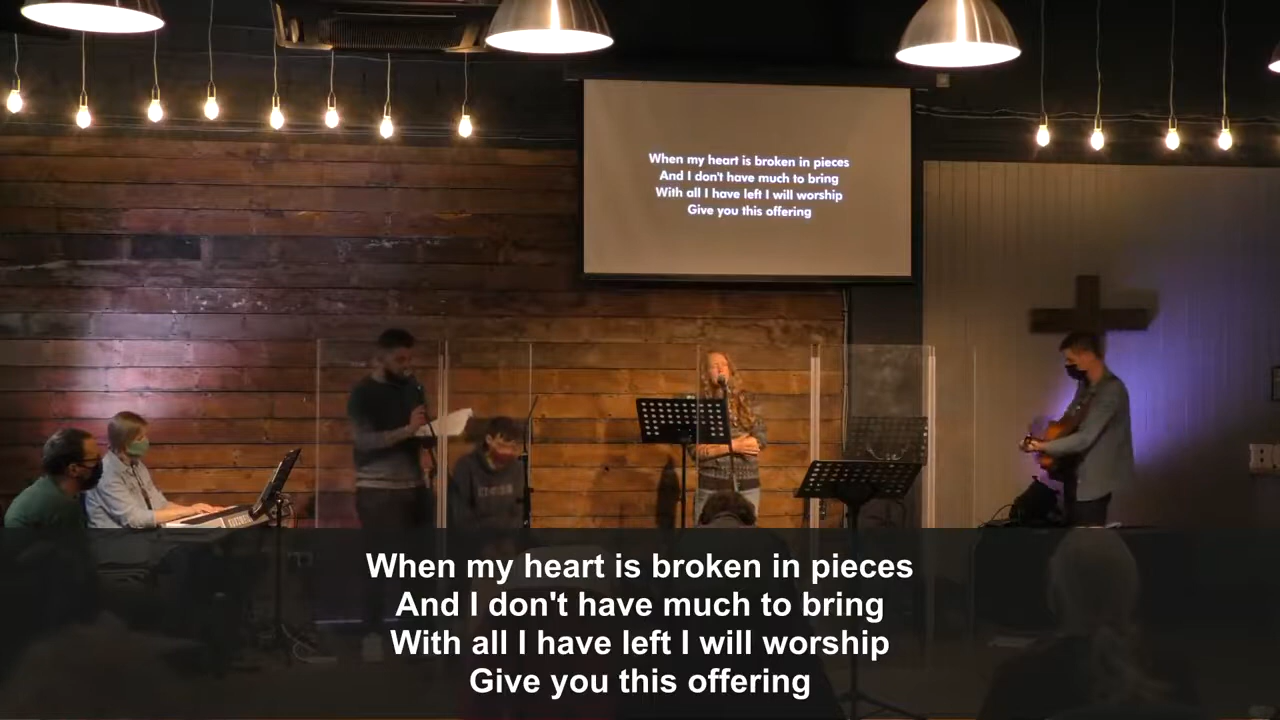 When my heart is broken in pieces
And I don't have much to bring
With all I have left I will worship
Give you this offering
When my heart is broken in pieces
And I don't have much to bring
With all I have left I will worship
Give you this offering